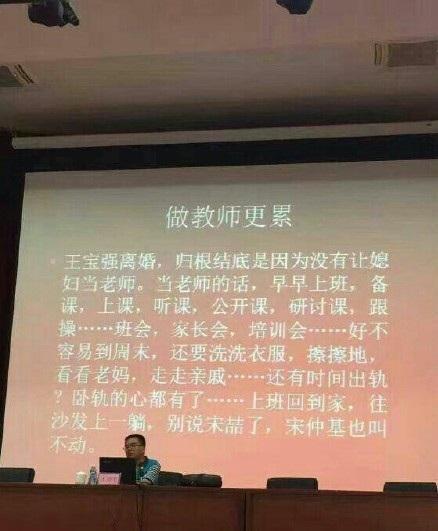 做教师更累
王宝强离婚，归根结底是因为没有让媳
妇当老师。当老师的话，早早上班，备
课，上课，听课，公开课，研讨课，跟
操……班会，家长会，培训会……好不
容易到周末，还要洗洗衣服，擦擦地，
看看老妈，走走亲戚……还有时间出轨
？卧轨的心都有了……上班回到家，往
沙发上一躺，别说宋喆了，宋仲基也叫
不动。